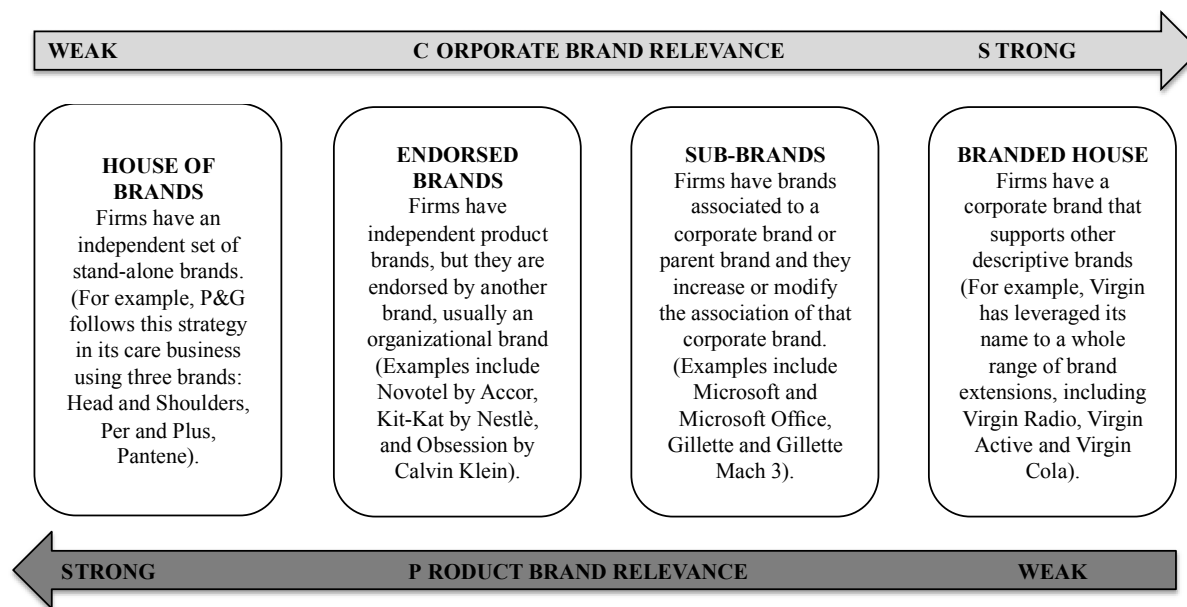 WEAK C ORPORATE BRAND RELEVANCE S TRONG
HOUSE OF
BRANDS
Firms have an
independent set of
stand-alone brands.
(For example, P&G
follows this strategy
in its care business
using three brands:
Head and Shoulders,
Per and Plus,
Pantene).
ENDORSED
BRANDS
Firms have
independent product
brands, but they are
endorsed by another
brand, usually an
organizational brand
(Examples include
Novotel by Accor,
Kit-Kat by Nestlè,
and Obsession by
Calvin Klein).
SUB-BRANDS
Firms have brands
associated to a
corporate brand or
parent brand and they
increase or modify
the association of that
corporate brand.
(Examples include
Microsoft and
Microsoft Office,
Gillette and Gillette
Mach 3).
BRANDED HOUSE
Firms have a
corporate brand that
supports other
descriptive brands
(For example, Virgin
has leveraged its
name to a whole
range of brand
extensions, including
Virgin Radio, Virgin
Active and Virgin
Cola).
STRONG P RODUCT BRAND RELEVANCE WEAK